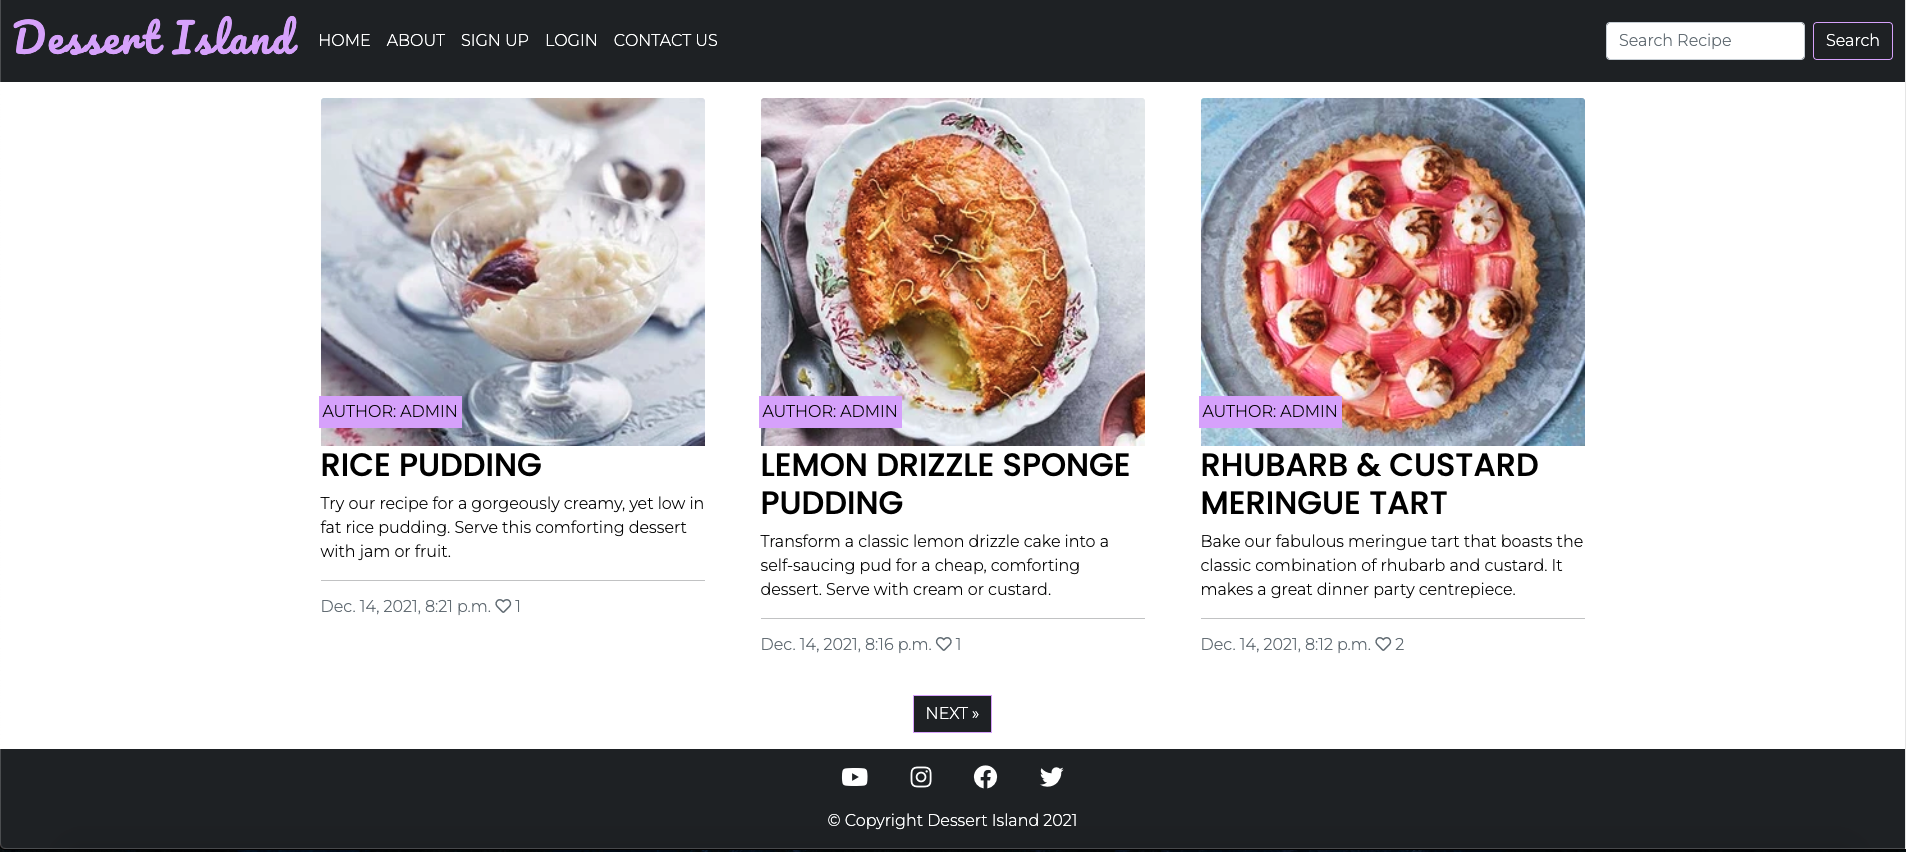 Dessert Island
HOME
ABOUT
SIGN UP
LOGIN
CONTACT US
Search Recipe
Search
AUTHOR: ADMIN
RICE PUDDING
Try our recipe for a gorgeously creamy, yet low in
fat rice pudding. Serve this comforting dessert
with jam or fruit.
Dec. 14, 2021, 8:21 p.m. 1
AUTHOR: ADMIN
LEMON DRIZZLE SPONGE
PUDDING
Transform a classic lemon drizzle cake into a
self-saucing pud for a cheap, comforting
dessert. Serve with cream or custard.
Dec. 14, 2021, 8:16 p.m. 1
AUTHOR: ADMIN
RHUBARB & CUSTARD
MERINGUE TART
Bake our fabulous meringue tart that boasts the
classic combination of rhubarb and custard. It
makes a great dinner party centrepiece.
Dec. 14, 2021, 8:12 p.m. 2
NEXT »
© Copyright Dessert Island 2021